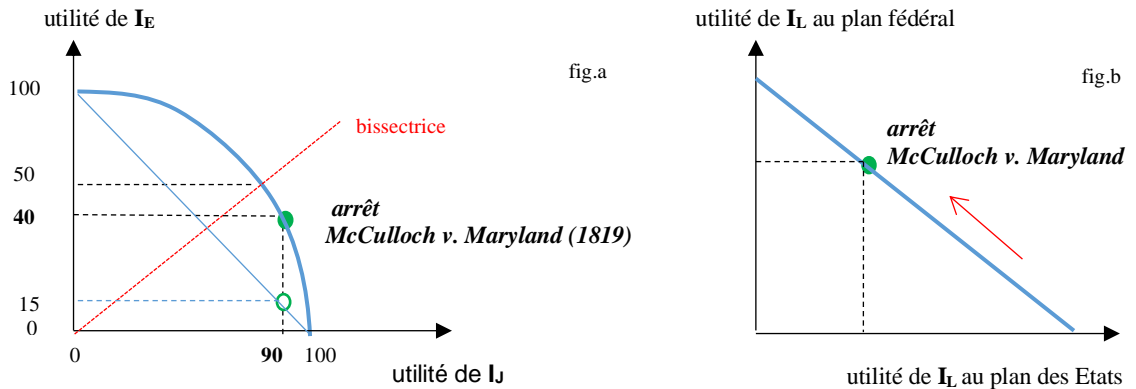 utilité de IE
fig.a
100
bissectrice
50
40
arrêt
McCulloch v. Maryland (1819)
15
0
0
90
100
utilité de IJ
utilité de IL au plan fédéral
fig.b
arrêt
McCulloch v. Maryland
utilité de IL au plan des Etats